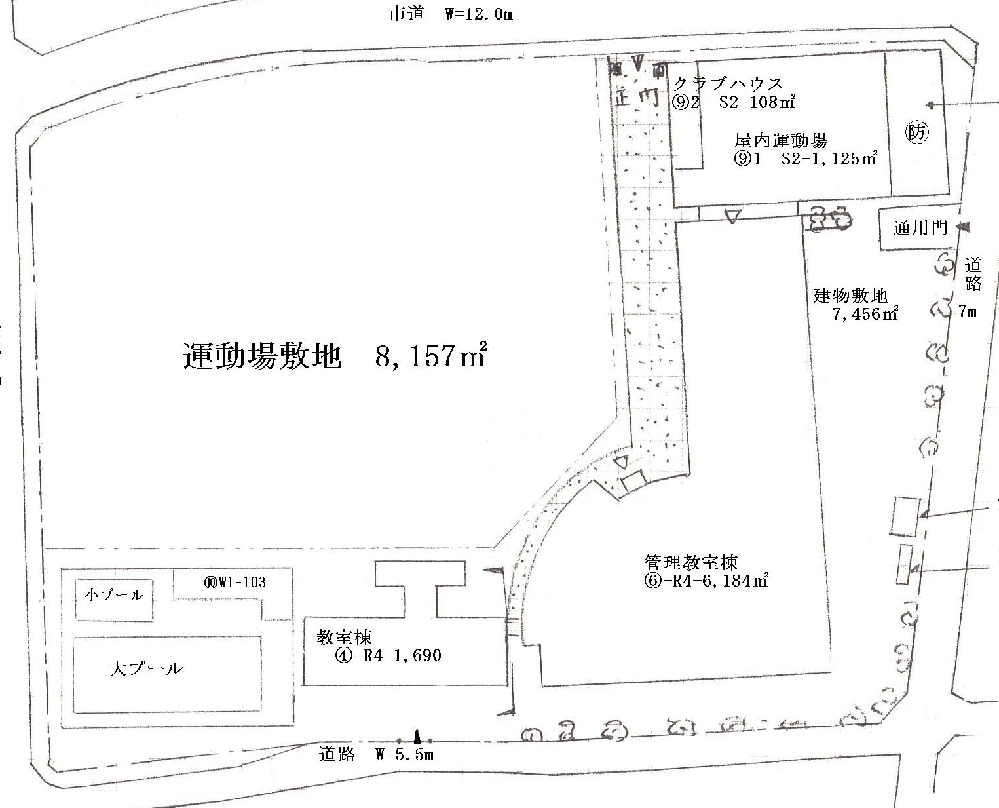 市道　W=12.0m
正門
クラブハウス
⑨2　S2-108㎡
屋内運動場
⑨1　S2-1,125㎡
防
通用門
道路
7m
建物敷地
7,456㎡
運動場敷地　8,157㎡
管理教室棟
⑥-R4-6,184㎡
⑩W1-103
小プール
教室棟
④-R4-1,690
大プール
道路　W=5.5m